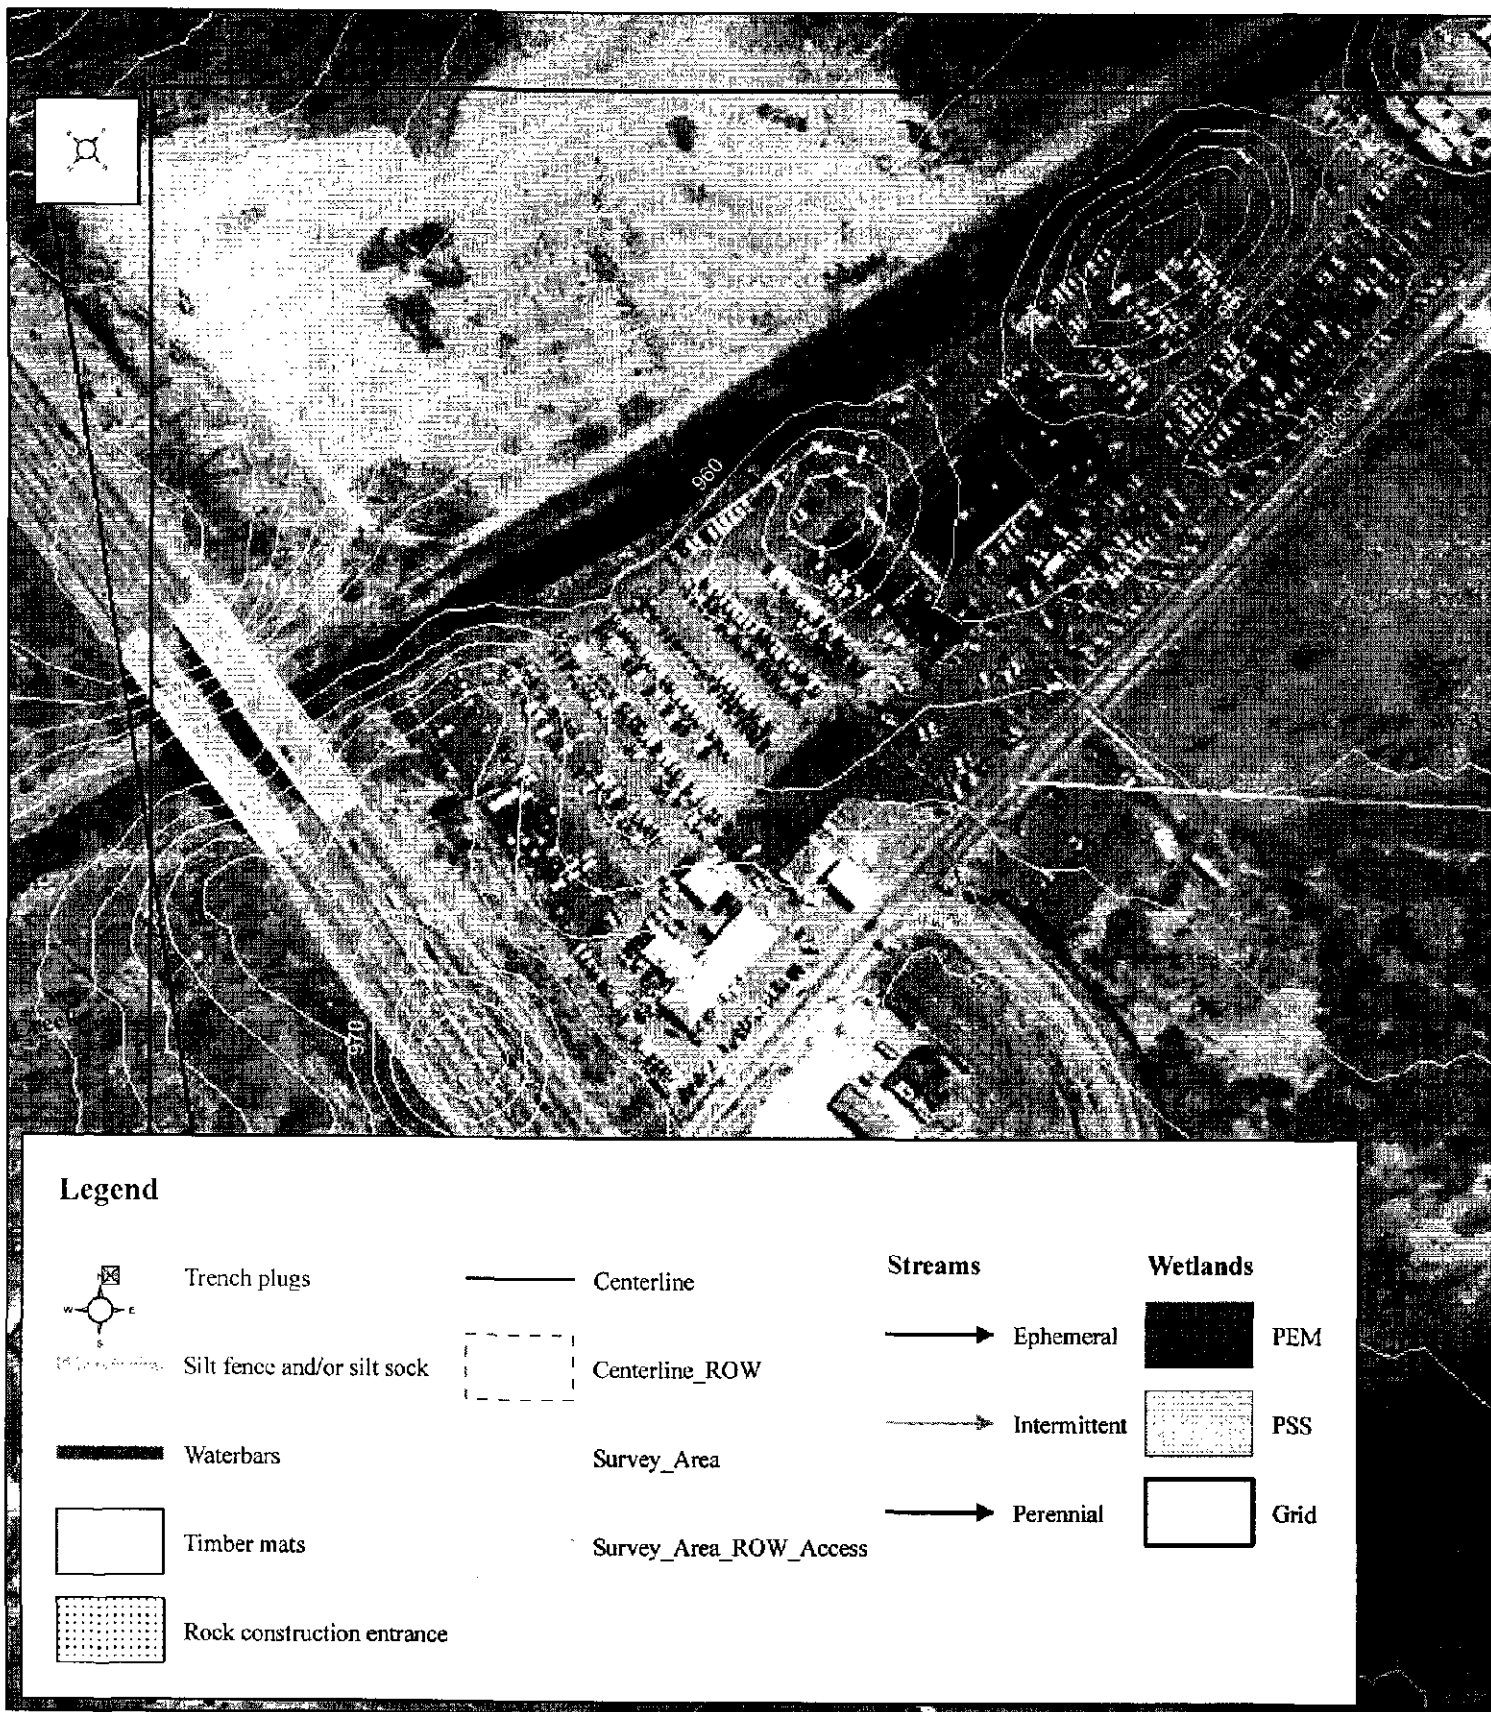 960
970
Legend
N
W E
S
Trench plugs
Silt fence and/or silt sock
Waterbars
Timber mats
Rock construction entrance
Centerline
Centerline_ROW
Survey_Area
Survey_Area_ROW_Access
Streams
Ephemeral
Intermittent
Perennial
Wetlands
PEM
PSS
Grid